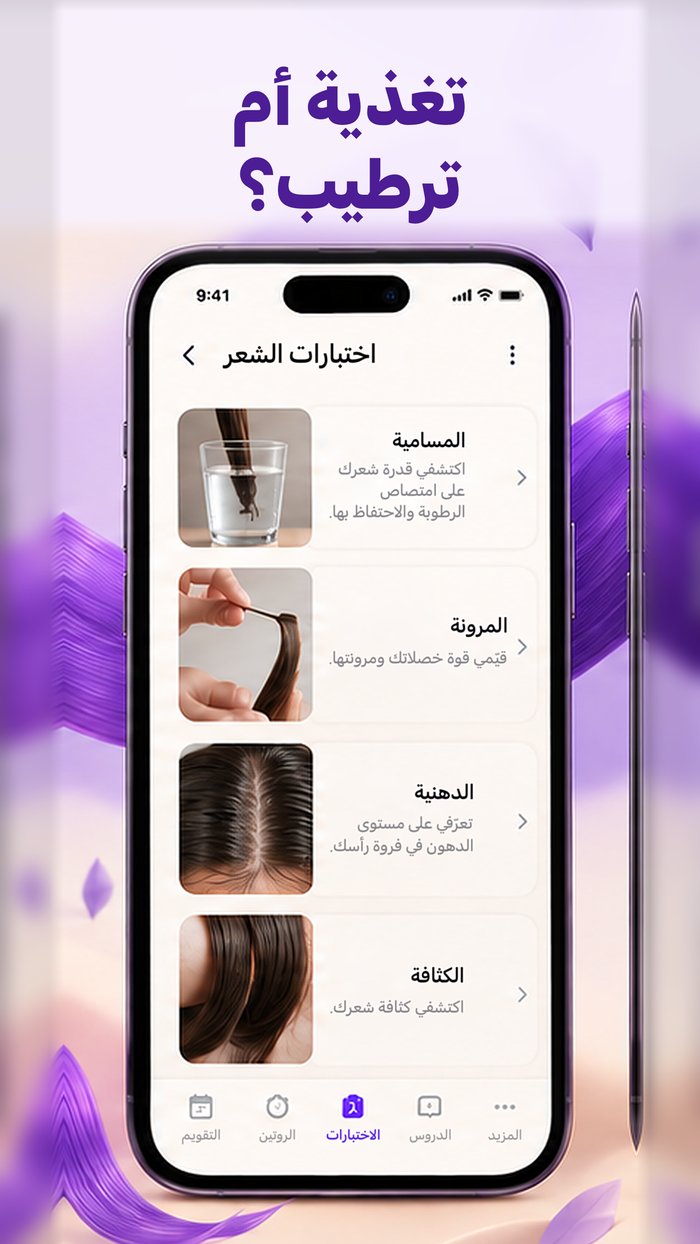 تغذية أم
ترطيب؟
9:41
اختبارات الشعر
المسامية
اكتشفي قدرة شعرك
على امتصاص
الرطوبة والاحتفاظ بها.
المرونة
قيّمي قوة خصلاتك ومرونتها.
الدهنية
تعرّفي على مستوى
الدهون في فروة رأسك.
الكثافة
اكتشفي كثافة شعرك.
التقويم
الروتين
الاختبارات
الدروس
المزيد